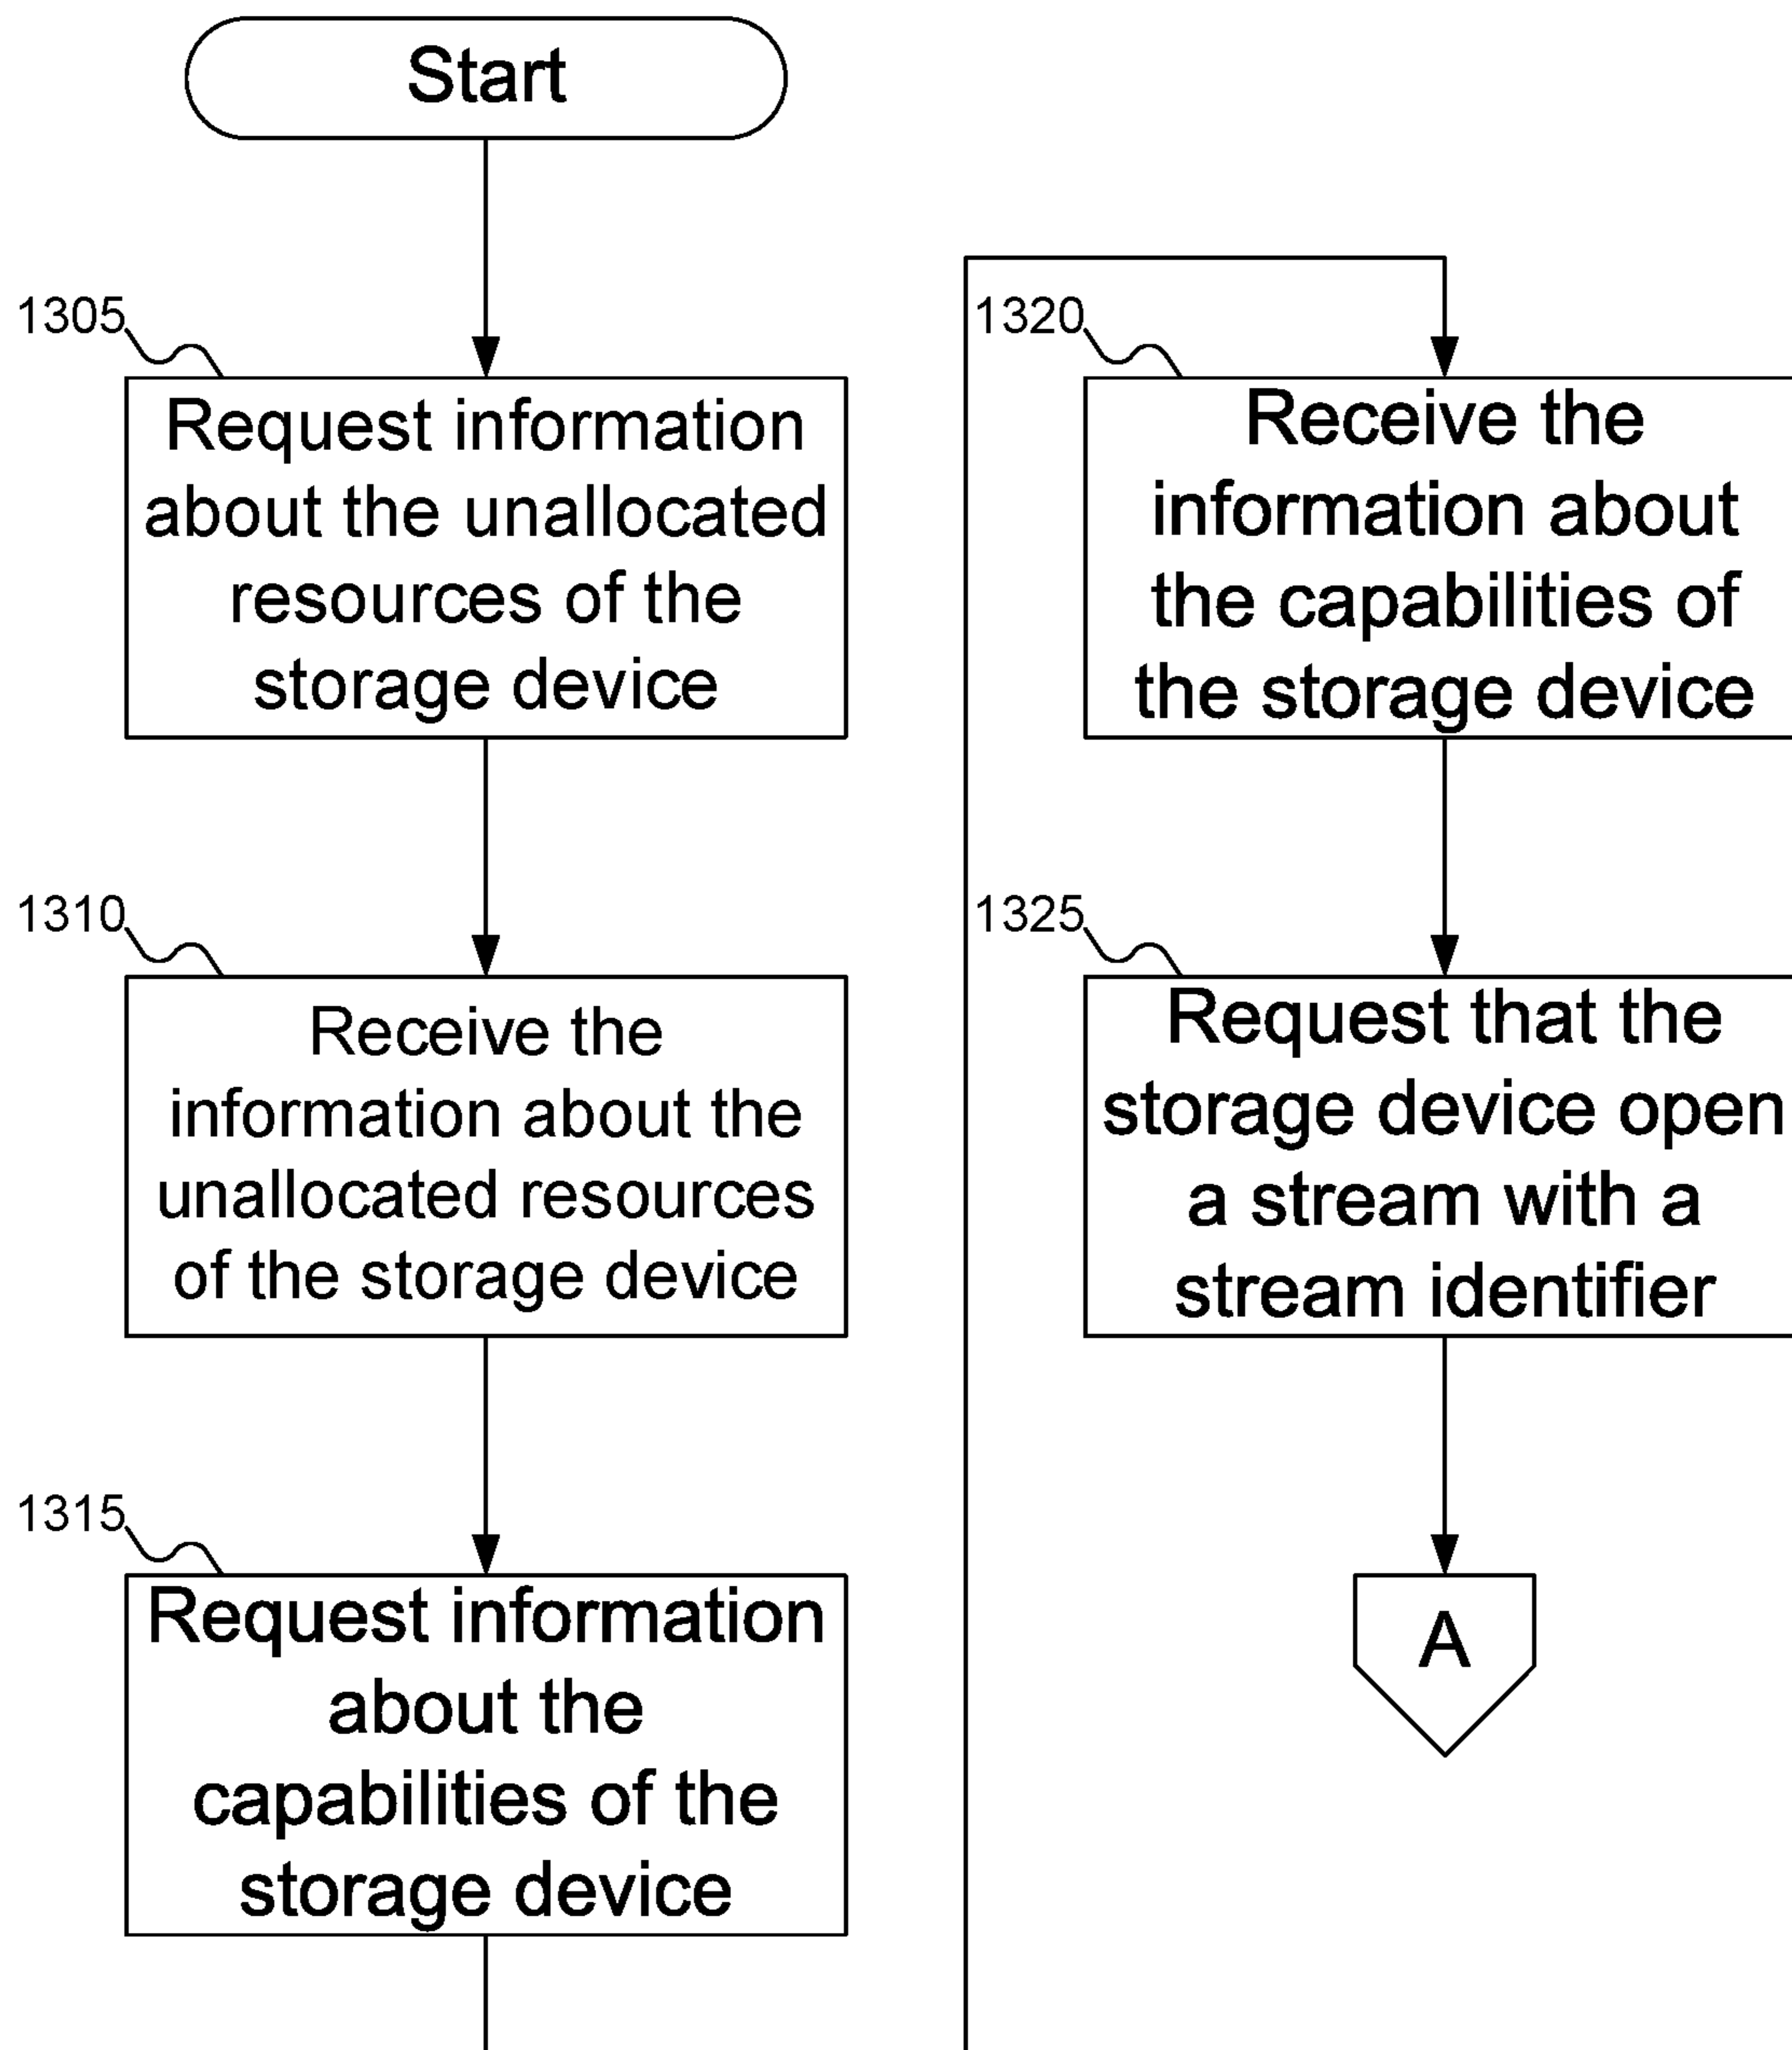 Start
1305
Request information
about the unallocated
resources of the
storage device
1310
Receive the
information about the
unallocated resources
of the storage device
1315
Request information
about the
capabilities of the
storage device
1320
Receive the
information about
the capabilities of
the storage device
1325
Request that the
storage device open
a stream with a
stream identifier
A